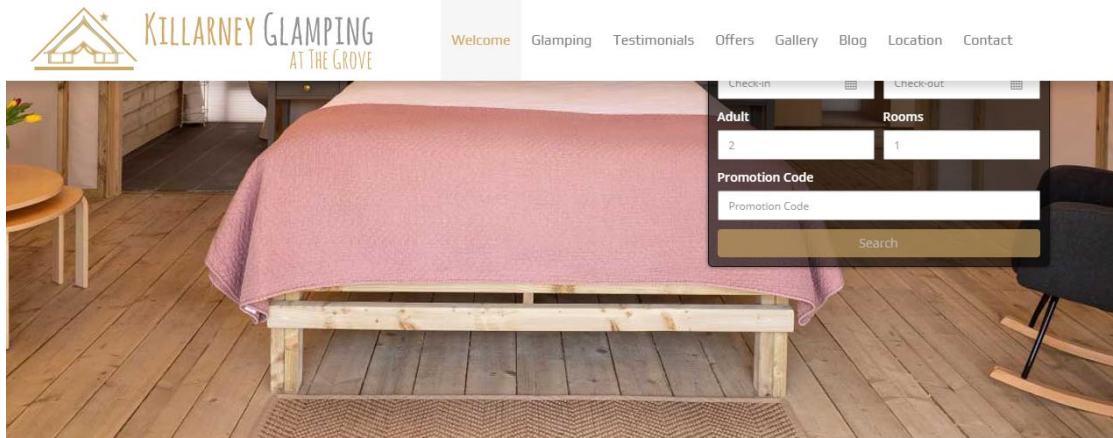 KILLARNEY GLAMPING
AT THE GROVE
Welcome Glamping Testimonials Offers Gallery Blog Location Contact
Check-in Check-out
Adult Rooms
2 1
Promotion Code
Promotion Code
Search